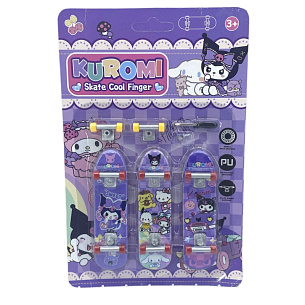 3+
KUROMI
Skate Cool Finger
PU